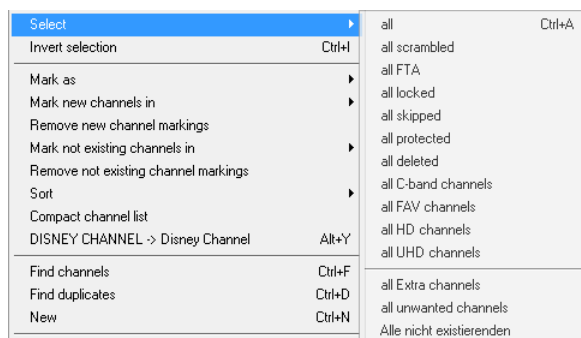 Select
Invert selection Ctrl+I
Mark as
Mark new channels in
Remove new channel markings
Mark not existing channels in
Remove not existing channel markings
Sort
Compact channel list
DISNEY CHANNEL -> Disney Channel Alt+Y
Find channels Ctrl+F
Find duplicates Ctrl+D
New Ctrl+N
all Ctrl+A
all scrambled
all FTA
all locked
all skipped
all protected
all deleted
all C-band channels
all FAV channels
all HD channels
all UHD channels
all Extra channels
all unwanted channels
Alle nicht existierenden